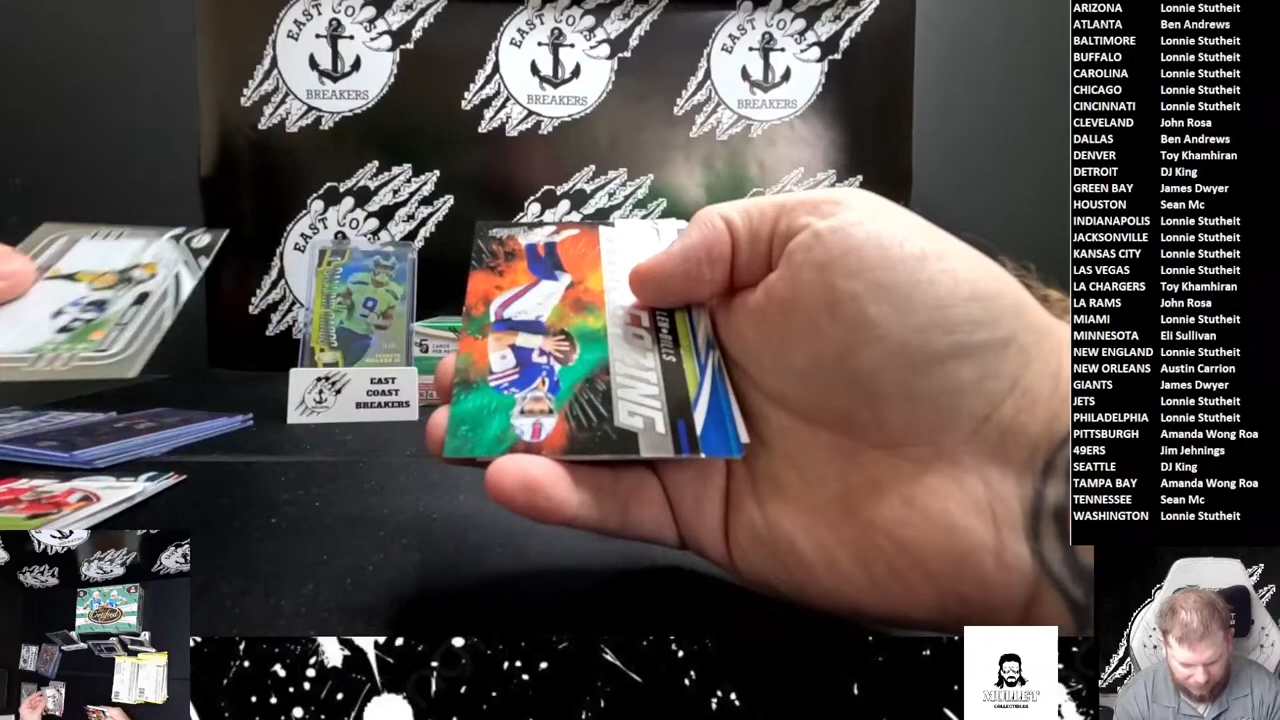 EAST COAST
BREAKERS
EAST COAST
BREAKERS
EAST COAST
BREAKERS
EAST
COAST
BREAKERS
LEN • BILLS
CARDS
MULLET
COLLECTIBLES
Certified
ARIZONA Lonnie Stutheit
ATLANTA Ben Andrews
BALTIMORE Lonnie Stutheit
BUFFALO Lonnie Stutheit
CAROLINA Lonnie Stutheit
CHICAGO Lonnie Stutheit
CINCINNATI Lonnie Stutheit
CLEVELAND John Rosa
DALLAS Ben Andrews
DENVER Toy Khamhiran
DETROIT DJ King
GREEN BAY James Dwyer
HOUSTON Sean Mc
INDIANAPOLIS Lonnie Stutheit
JACKSONVILLE Lonnie Stutheit
KANSAS CITY Lonnie Stutheit
LAS VEGAS Lonnie Stutheit
LA CHARGERS Toy Khamhiran
LA RAMS John Rosa
MIAMI Lonnie Stutheit
MINNESOTA Eli Sullivan
NEW ENGLAND Lonnie Stutheit
NEW ORLEANS Austin Carrion
GIANTS James Dwyer
JETS Lonnie Stutheit
PHILADELPHIA Lonnie Stutheit
PITTSBURGH Amanda Wong Roa
49ERS Jim Jehnings
SEATTLE DJ King
TAMPA BAY Amanda Wong Roa
TENNESSEE Sean Mc
WASHINGTON Lonnie Stutheit